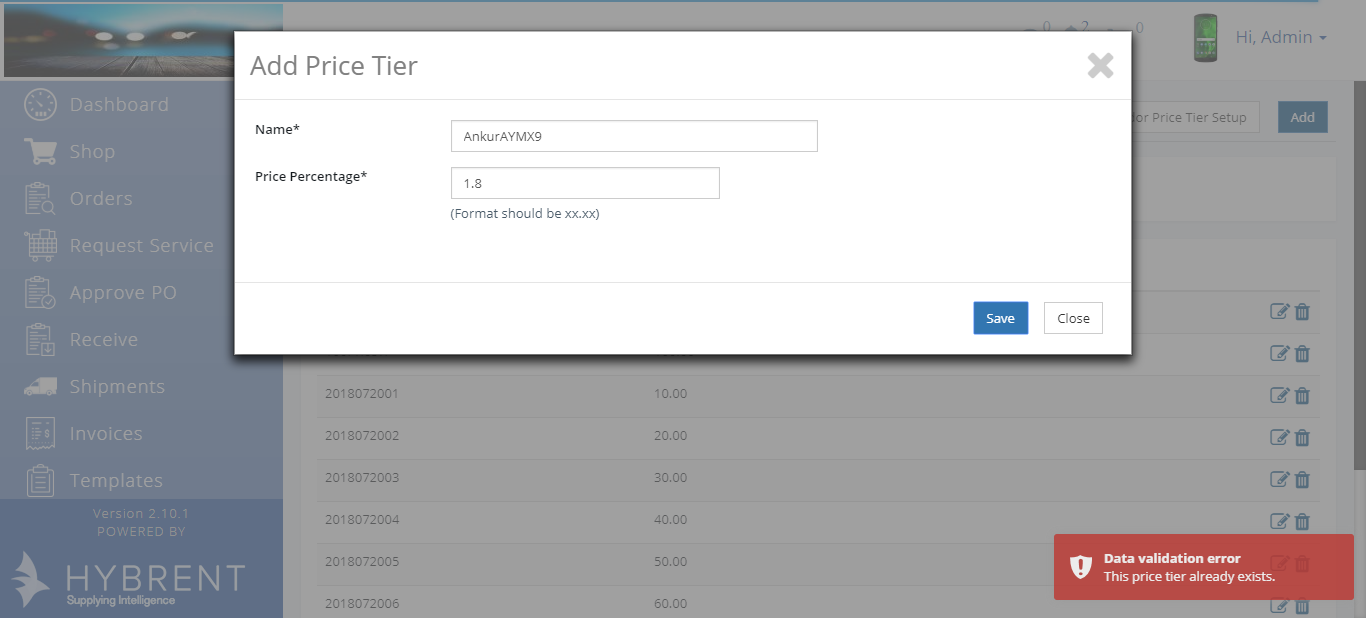 0 2 0
Hi, Admin
Add Price Tier
Name*
AnkurAYMX9
Price Percentage*
1.8
(Format should be xx.xx)
Save
Close
Price Tier Setup
Add
Dashboard
Shop
Orders
Request Service
Approve PO
Receive
Shipments
Invoices
Templates
Version 2.10.1
POWERED BY
HYBRENT
Supplying Intelligence
2018072001 10.00
2018072002 20.00
2018072003 30.00
2018072004 40.00
2018072005 50.00
2018072006 60.00
Data validation error
This price tier already exists.